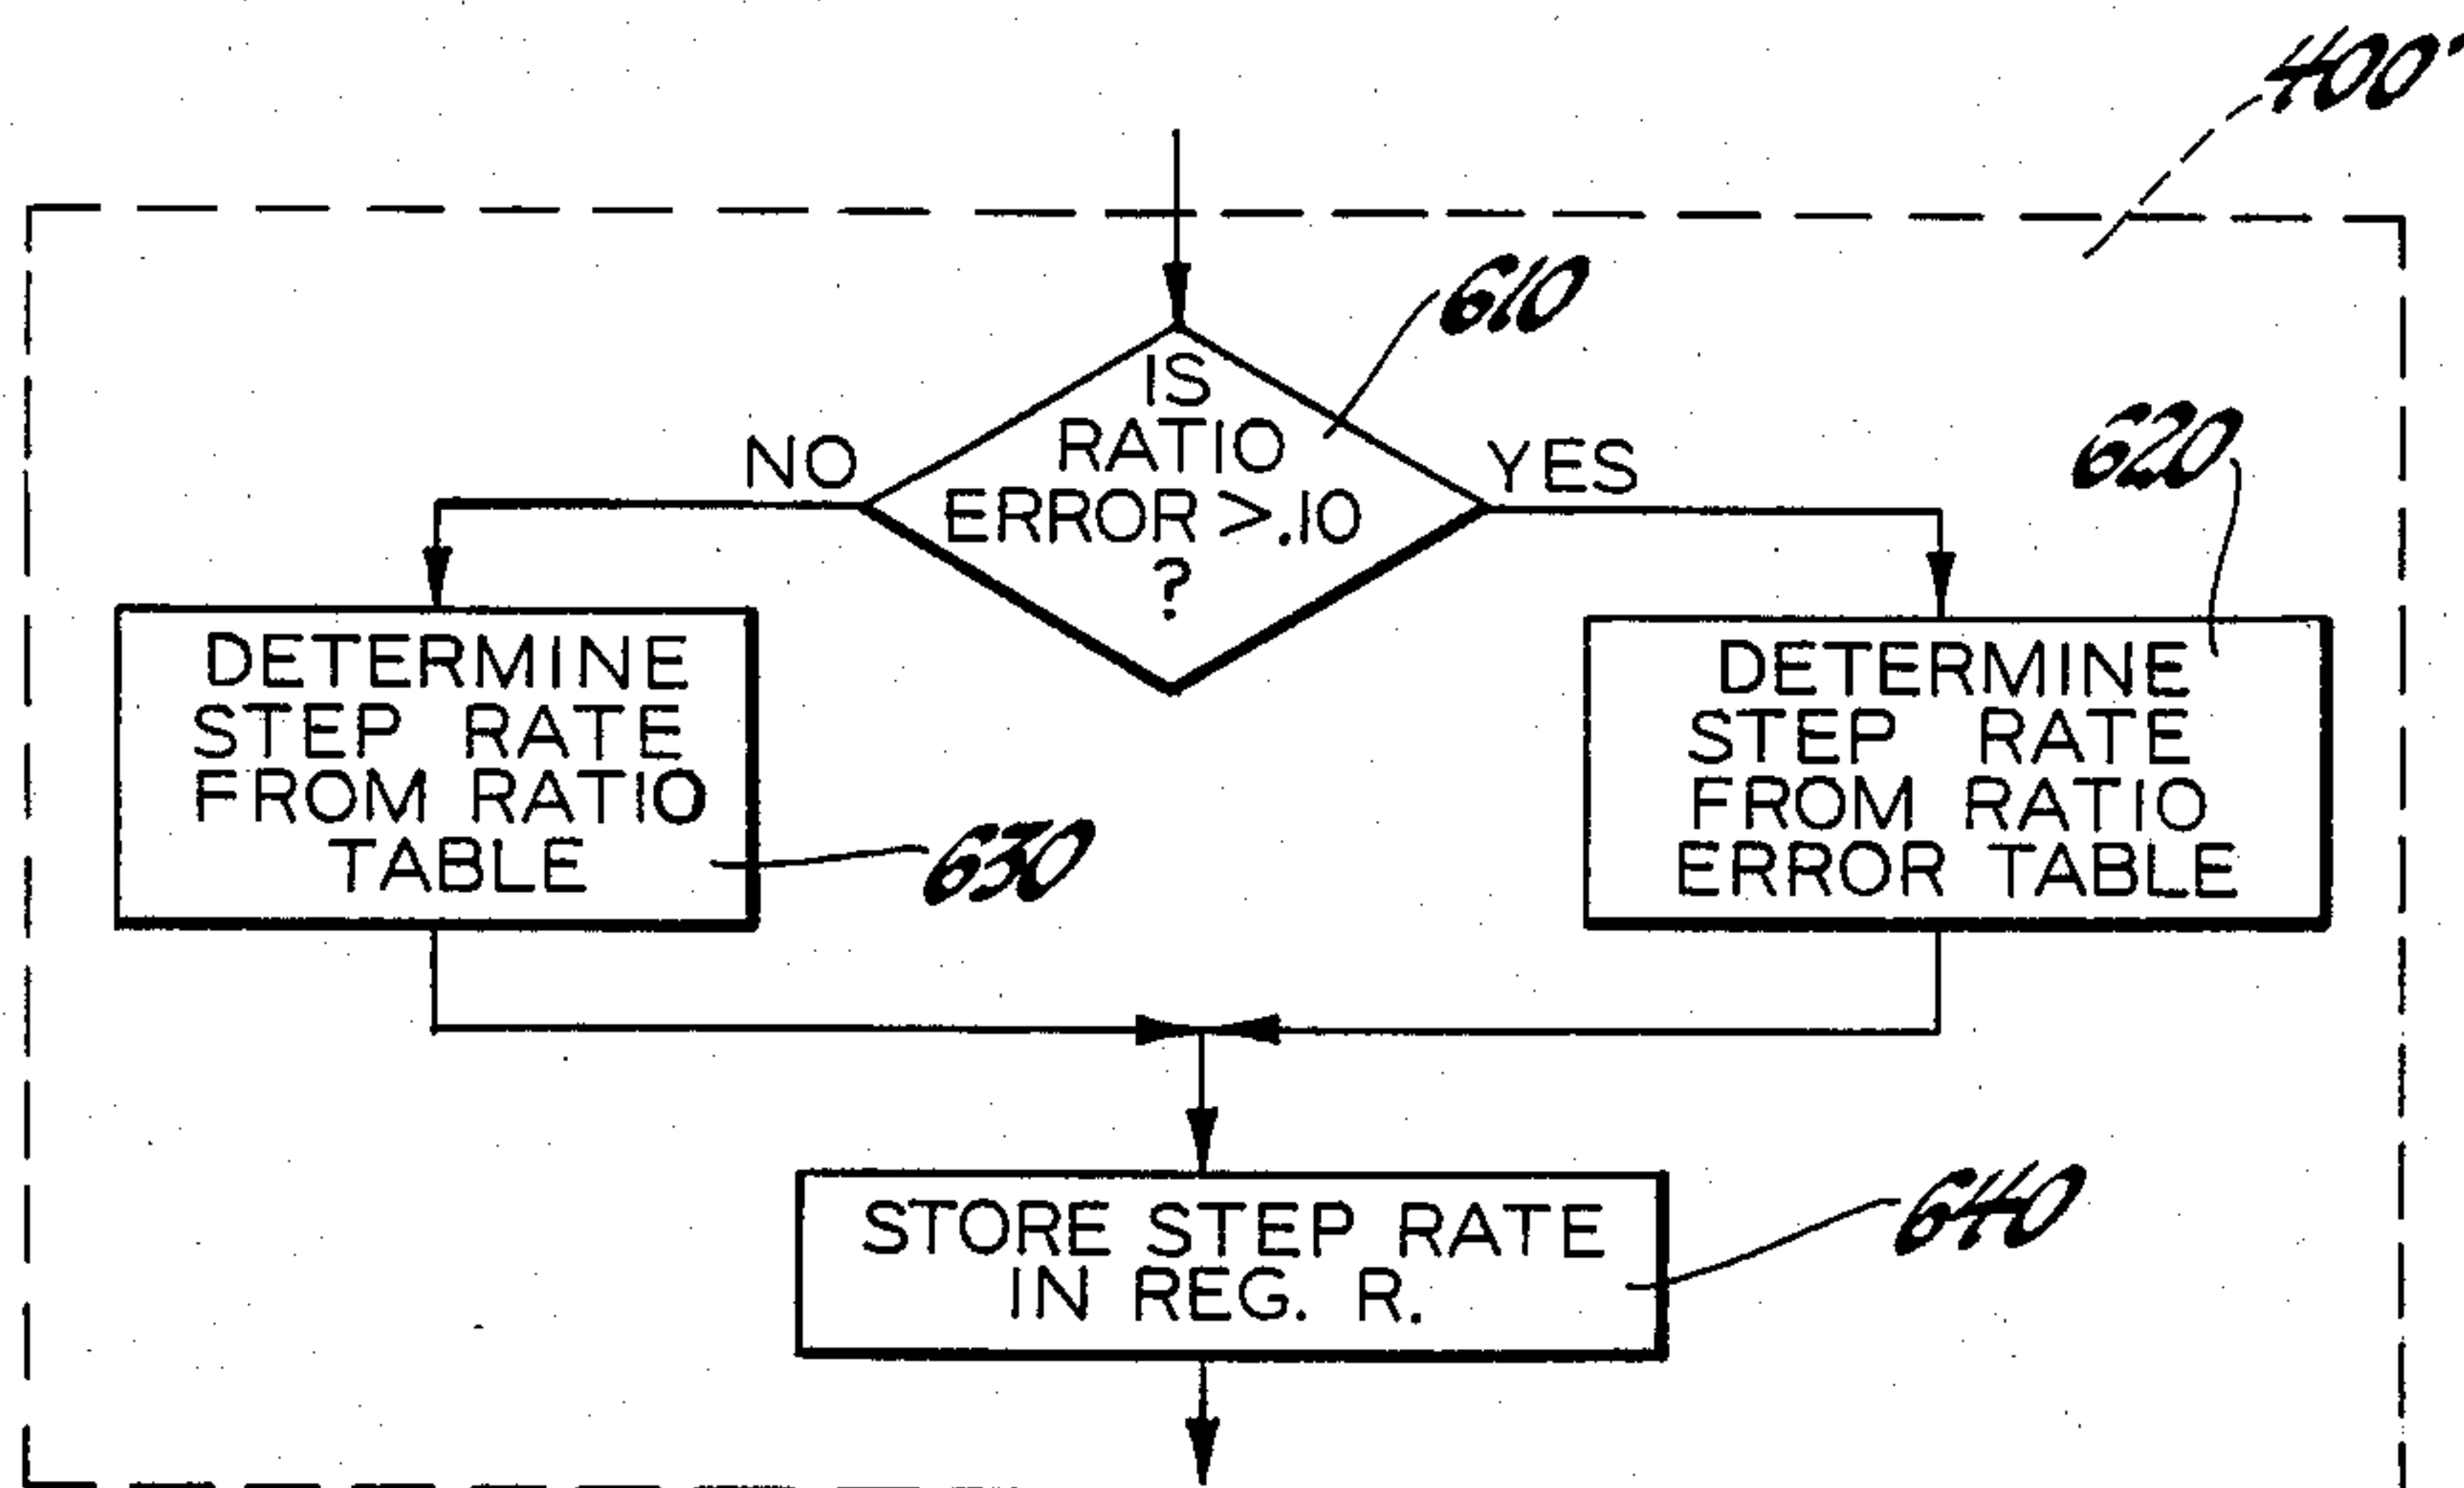 400'
610
IS
RATIO
ERROR >.10
?
NO
YES
620
DETERMINE
STEP RATE
FROM RATIO
TABLE
630
DETERMINE
STEP RATE
FROM RATIO
ERROR TABLE
STORE STEP RATE
IN REG. R.
640